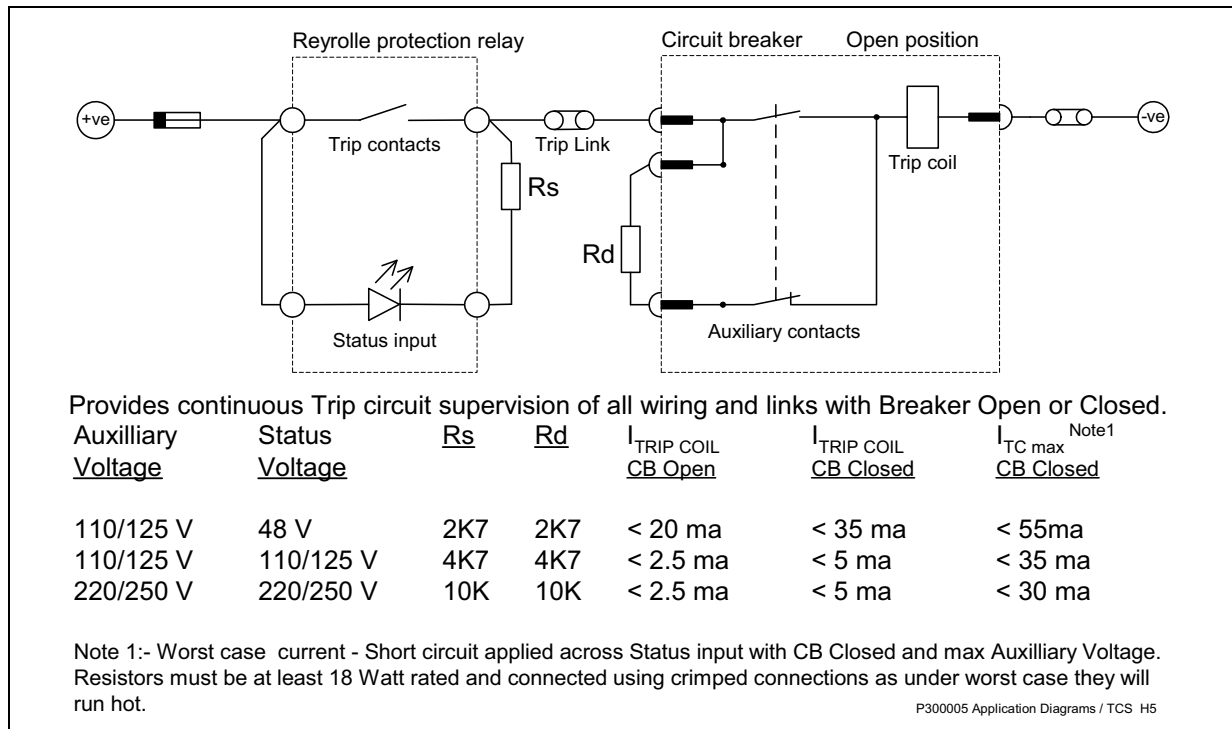 Reyrolle protection relay
Circuit breaker Open position
+ve
-ve
Trip contacts
Trip Link
Trip coil
Rs
Rd
Status input
Auxiliary contacts
Provides continuous Trip circuit supervision of all wiring and links with Breaker Open or Closed.
Auxilliary Status Rs Rd I TRIP COIL I TRIP COIL I TC max Note1
Voltage Voltage CB Open CB Closed CB Closed
110/125 V 48 V 2K7 2K7 < 20 ma < 35 ma < 55ma
110/125 V 110/125 V 4K7 4K7 < 2.5 ma < 5 ma < 35 ma
220/250 V 220/250 V 10K 10K < 2.5 ma < 5 ma < 30 ma
Note 1:- Worst case current - Short circuit applied across Status input with CB Closed and max Auxilliary Voltage.
Resistors must be at least 18 Watt rated and connected using crimped connections as under worst case they will
run hot.
P300005 Application Diagrams / TCS H5